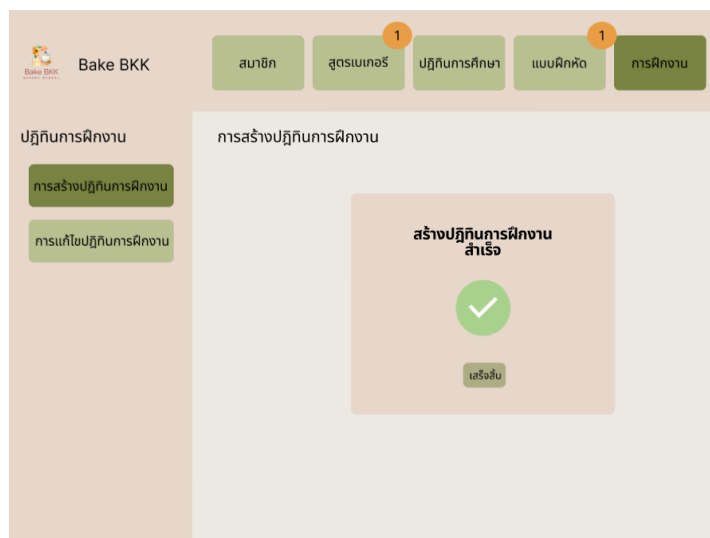 1
1
Bake BKK
Bake BKK
สมาชิก
สูตรเบเกอรี
ปฎิทินการศึกษา
แบบฝึกหัด
การฝึกงาน
ปฎิทินการฝึกงาน
การสร้างปฎิทินการฝึกงาน
การสร้างปฎิทินการฝึกงาน
การแก้ไขปฎิทินการฝึกงาน
สร้างปฎิทินการฝึกงาน
สำเร็จ
เสร็จสิ้น